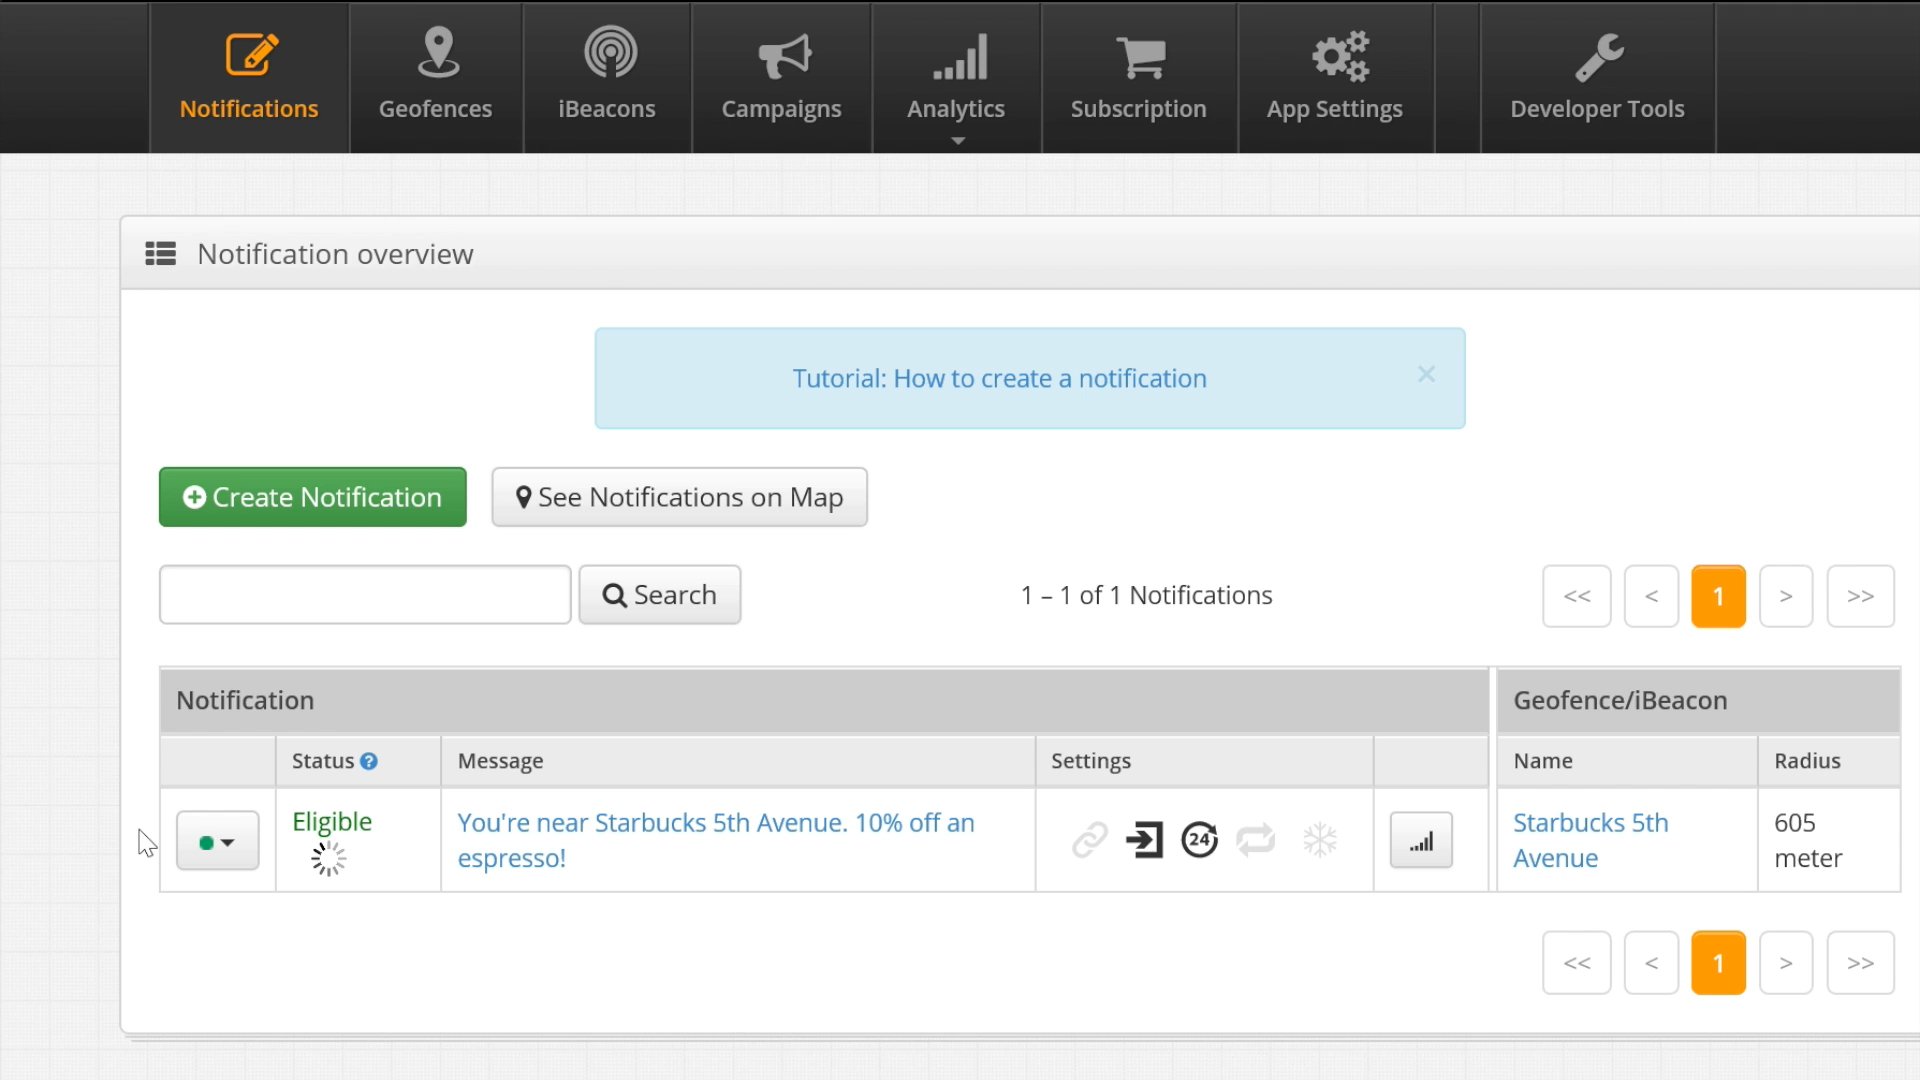 Notifications
Geofences
iBeacons
Campaigns
Analytics
Subscription
App Settings
Developer Tools
Notification overview
Tutorial: How to create a notification
×
Create Notification
See Notifications on Map
Search
1 – 1 of 1 Notifications
<< < 1 > >>
Notification
Geofence/iBeacon
Status ?
Message
Settings
Name
Radius
Eligible
You're near Starbucks 5th Avenue. 10% off an
espresso!
24
Starbucks 5th
Avenue
605
meter
<< < 1 > >>